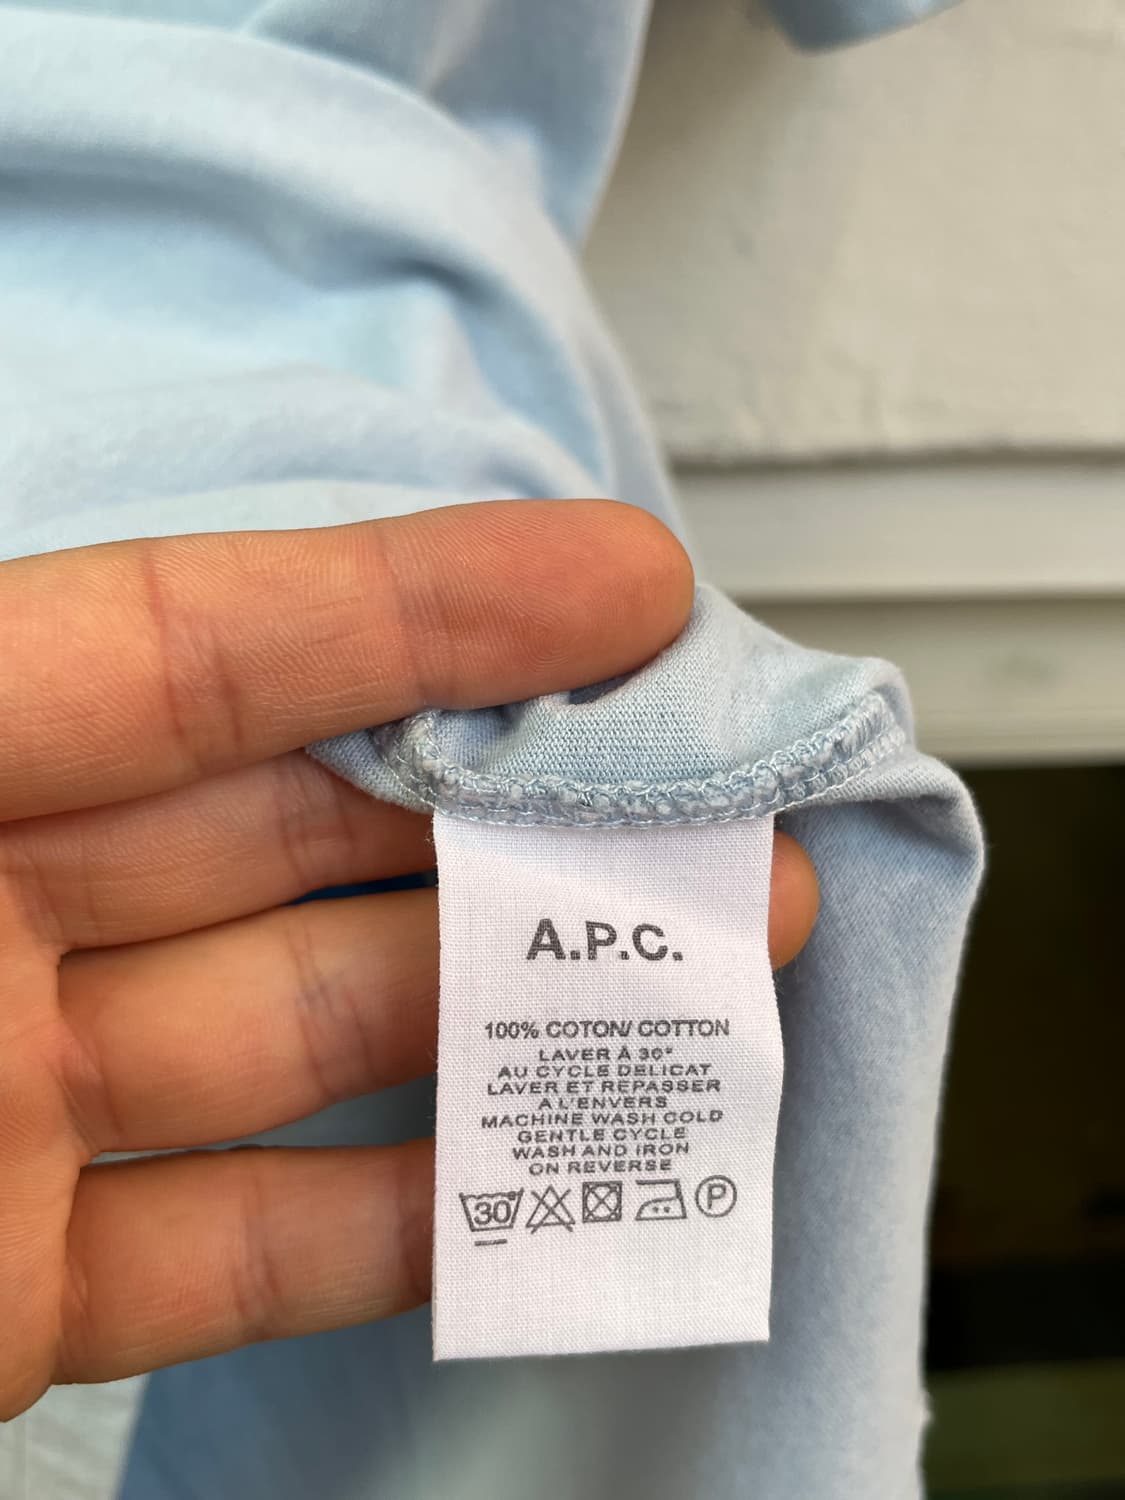 A.P.C.
100% COTON/ COTTON
LAVER À 30°
AU CYCLE DELICAT
LAVER ET REPASSER
A L'ENVERS
MACHINE WASH COLD
GENTLE CYCLE
WASH AND IRON
ON REVERSE
30 P